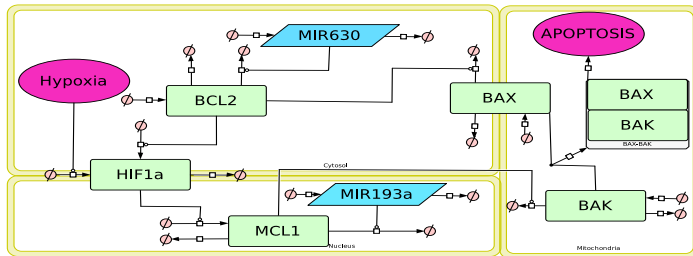 MIR630
APOPTOSIS
Hypoxia
BCL2
BAX
BAX
BAK
BAX-BAK
Cytosol
HIF1a
MIR193a
BAK
MCL1
Nucleus
Mitochondria